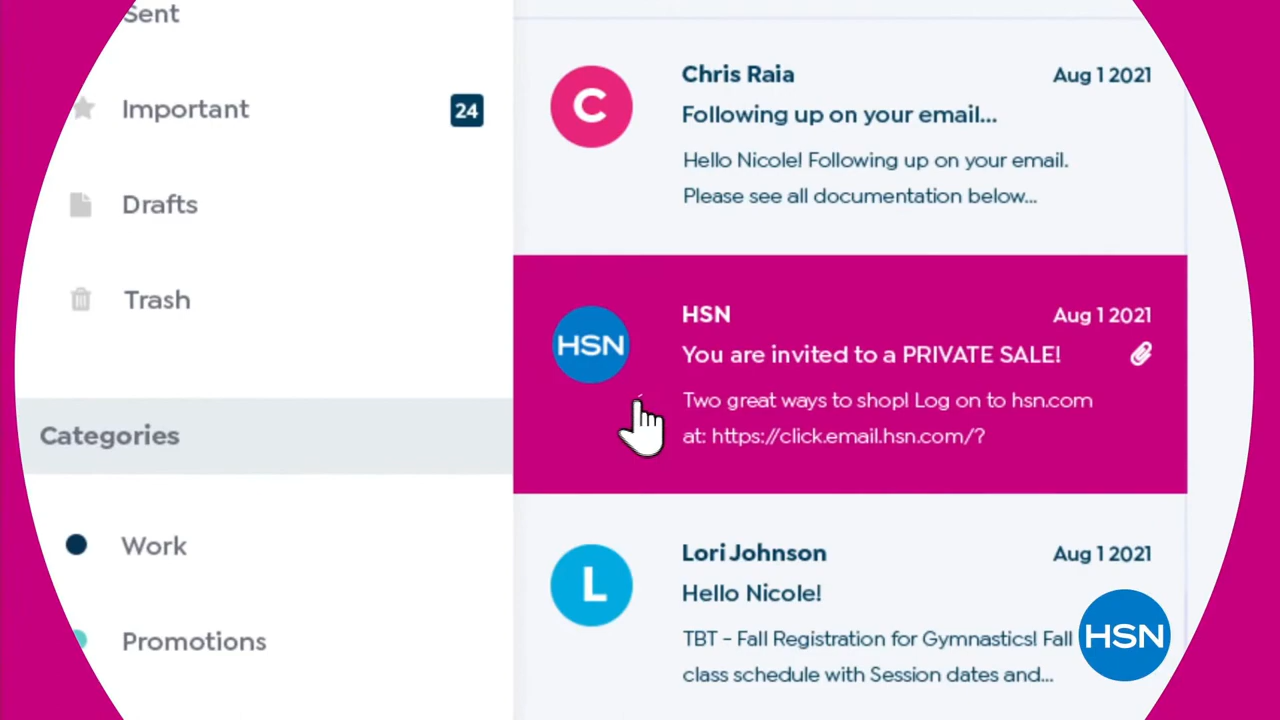 Sent
Important
24
Drafts
Trash
Categories
Work
Promotions
C
Chris Raia
Aug 1 2021
Following up on your email...
Hello Nicole! Following up on your email.
Please see all documentation below...
HSN
HSN
Aug 1 2021
You are invited to a PRIVATE SALE!
Two great ways to shop! Log on to hsn.com
at: https://click.email.hsn.com/?
L
Lori Johnson
Aug 1 2021
Hello Nicole!
TBT - Fall Registration for Gymnastics! Fall
class schedule with Session dates and...
HSN